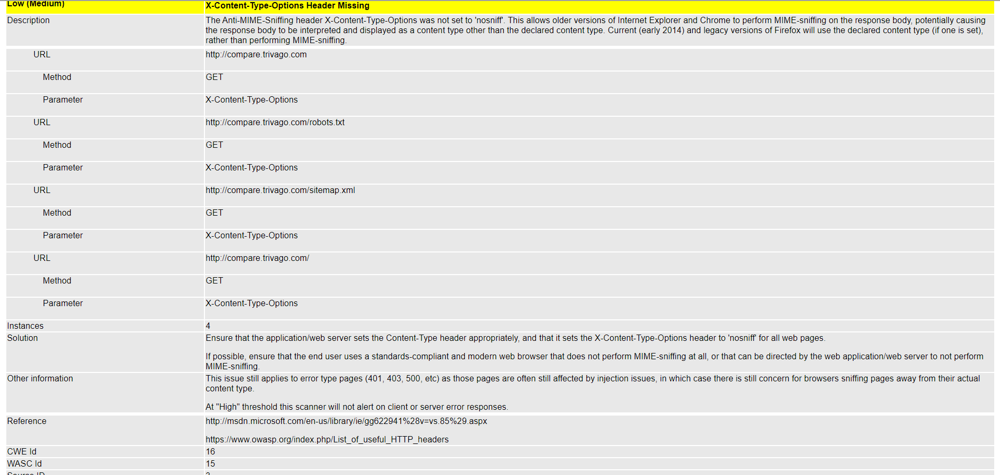 Low (Medium)
X-Content-Type-Options Header Missing
Description
The Anti-MIME-Sniffing header X-Content-Type-Options was not set to 'nosniff'. This allows older versions of Internet Explorer and Chrome to perform MIME-sniffing on the response body, potentially causing
the response body to be interpreted and displayed as a content type other than the declared content type. Current (early 2014) and legacy versions of Firefox will use the declared content type (if one is set),
rather than performing MIME-sniffing.
URL
http://compare.trivago.com
Method
GET
Parameter
X-Content-Type-Options
URL
http://compare.trivago.com/robots.txt
Method
GET
Parameter
X-Content-Type-Options
URL
http://compare.trivago.com/sitemap.xml
Method
GET
Parameter
X-Content-Type-Options
URL
http://compare.trivago.com/
Method
GET
Parameter
X-Content-Type-Options
Instances
4
Solution
Ensure that the application/web server sets the Content-Type header appropriately, and that it sets the X-Content-Type-Options header to 'nosniff' for all web pages.
If possible, ensure that the end user uses a standards-compliant and modern web browser that does not perform MIME-sniffing at all, or that can be directed by the web application/web server to not perform
MIME-sniffing.
Other information
This issue still applies to error type pages (401, 403, 500, etc) as those pages are often still affected by injection issues, in which case there is still concern for browsers sniffing pages away from their actual
content type.
At "High" threshold this scanner will not alert on client or server error responses.
Reference
http://msdn.microsoft.com/en-us/library/ie/gg622941%28v=vs.85%29.aspx
https://www.owasp.org/index.php/List_of_useful_HTTP_headers
CWE Id
16
WASC Id
15
Source ID
3